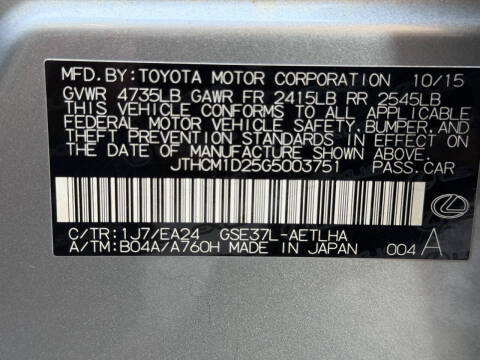 MFD. BY: TOYOTA MOTOR CORPORATION 10/15
GVWR 4735LB GAWR FR 2415LB RR 2545LB
THIS VEHICLE CONFORMS TO ALL APPLICABLE
FEDERAL MOTOR VEHICLE SAFETY, BUMPER, AND
THEFT PREVENTION STANDARDS IN EFFECT ON
THE DATE OF MANUFACTURE SHOWN ABOVE.
JTHCM1D25G5003751 PASS.CAR
C/TR: 1J7/EA24 GSE37L-AETLHA
A/TM: B04A/A760H MADE IN JAPAN 004 A